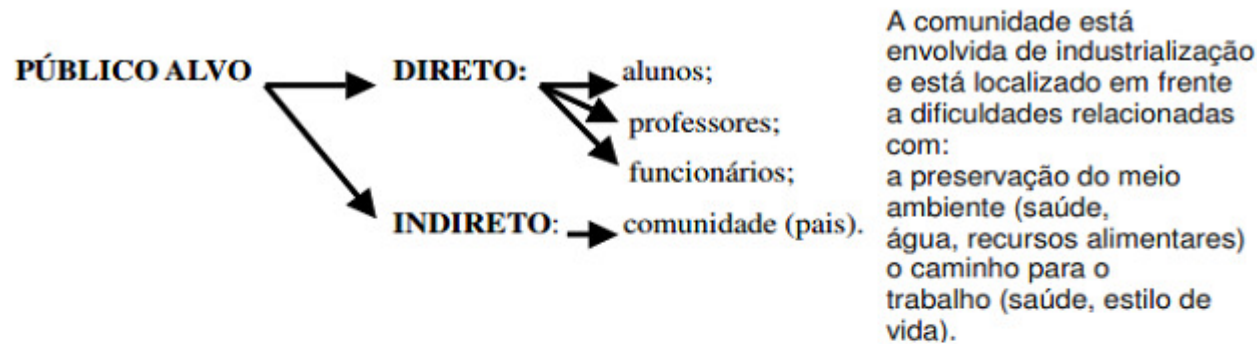 PÚBLICO ALVO
DIRETO:
alunos;
professores;
funcionários;
INDIRETO:
comunidade (pais).
A comunidade está
envolvida de industrialização
e está localizado em frente
a dificuldades relacionadas
com:
a preservação do meio
ambiente (saúde,
água, recursos alimentares)
o caminho para o
trabalho (saúde, estilo de
vida).